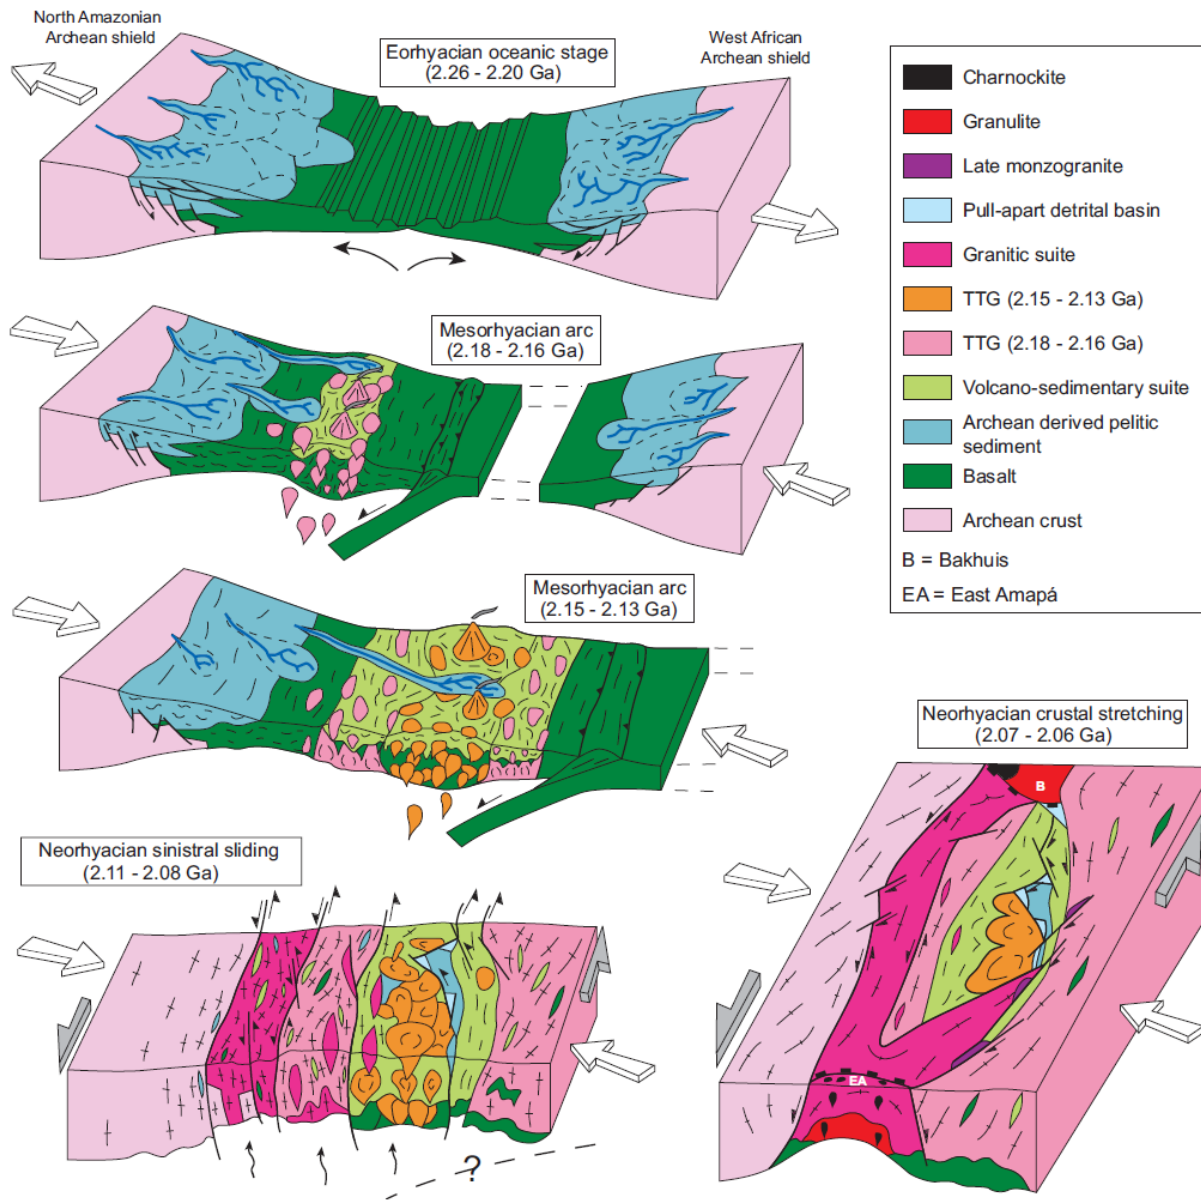 North Amazonian
Archean shield
Eorhyacian oceanic stage
(2.26 - 2.20 Ga)
West African
Archean shield
Charnockite
Granulite
Late monzogranite
Pull-apart detrital basin
Granitic suite
TTG (2.15 - 2.13 Ga)
TTG (2.18 - 2.16 Ga)
Volcano-sedimentary suite
Archean derived pelitic
sediment
Basalt
Archean crust
B = Bakhuis
EA = East Amapá
Mesorhyacian arc
(2.18 - 2.16 Ga)
Mesorhyacian arc
(2.15 - 2.13 Ga)
Neorhyacian crustal stretching
(2.07 - 2.06 Ga)
B
EA
Neorhyacian sinistral sliding
(2.11 - 2.08 Ga)
?